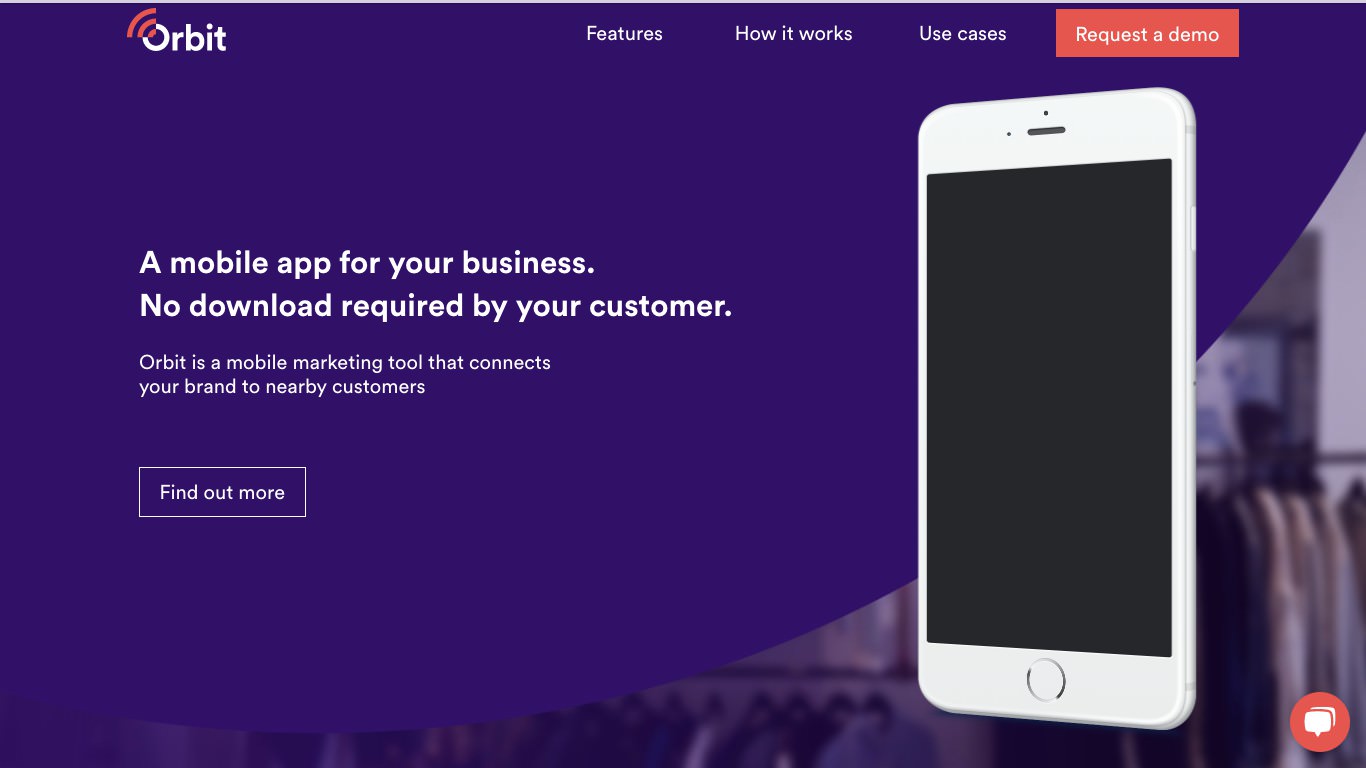 Orbit
Features
How it works
Use cases
Request a demo
A mobile app for your business.
No download required by your customer.
Orbit is a mobile marketing tool that connects
your brand to nearby customers
Find out more